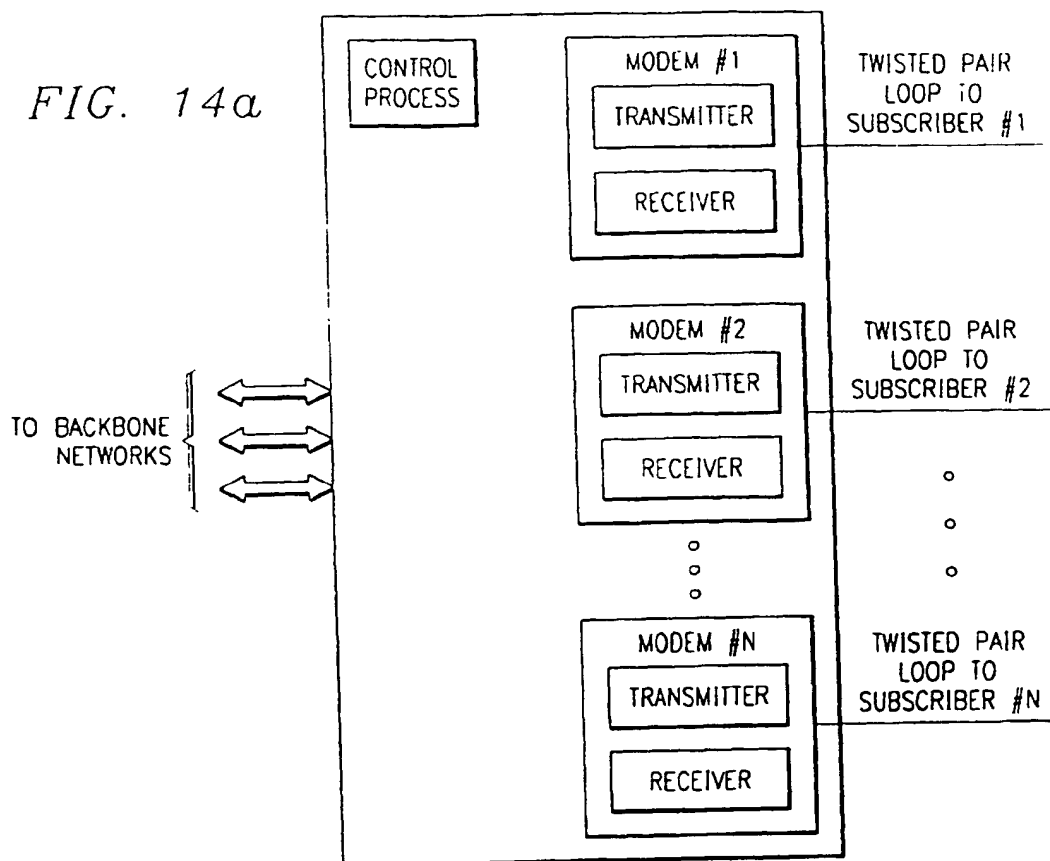 FIG. 14a
CONTROL
PROCESS
MODEM #1
TRANSMITTER
RECEIVER
TWISTED PAIR
LOOP iO
SUBSCRIBER #1
MODEM #2
TRANSMITTER
RECEIVER
TWISTED PAIR
LOOP TO
SUBSCRIBER #2
TO BACKBONE
NETWORKS
MODEM #N
TRANSMITTER
RECEIVER
TWISTED PAIR
LOOP TO
SUBSCRIBER #N